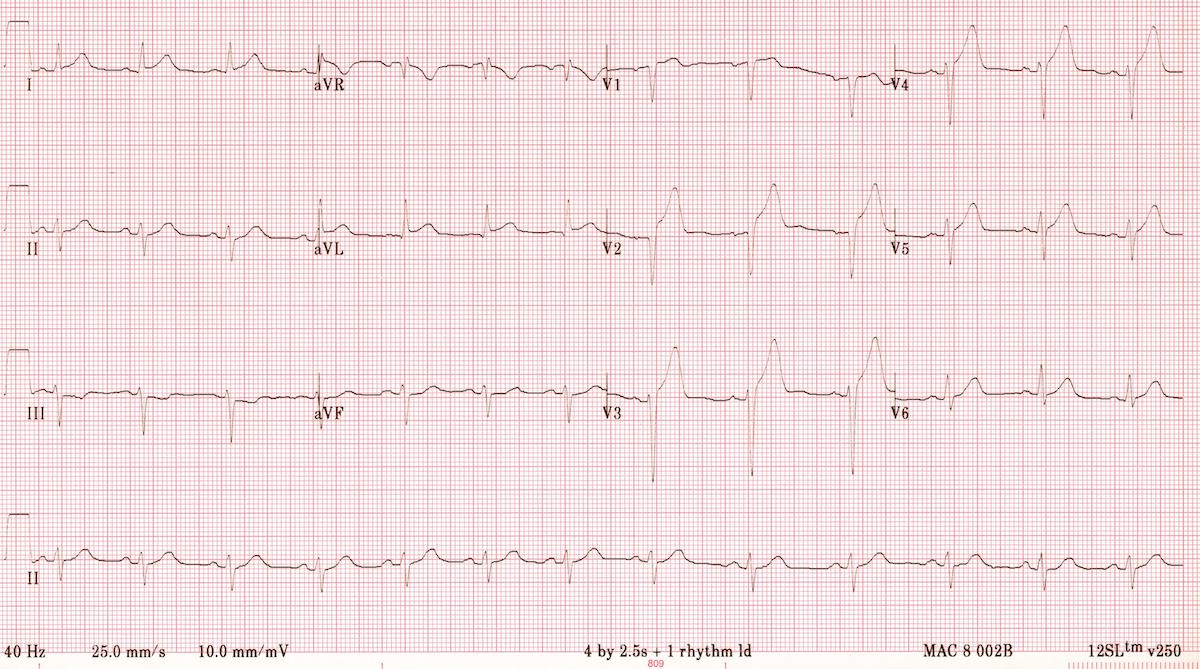 I aVR V1 V4
II aVL V2 V5
III aVF V3 V6
II
40 Hz 25.0 mm/s 10.0 mm/mV 4 by 2.5s + 1 rhythm ld MAC 8 002B 12SL™ v250
809